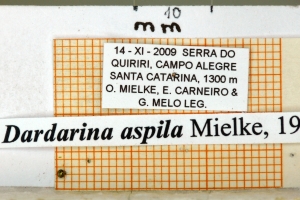 10
mm
14 - XI - 2009 SERRA DO
QUIRIRI, CAMPO ALEGRE
SANTA CATARINA, 1300 m
O. MIELKE, E. CARNEIRO &
G. MELO LEG.
Dardarina aspila Mielke, 19